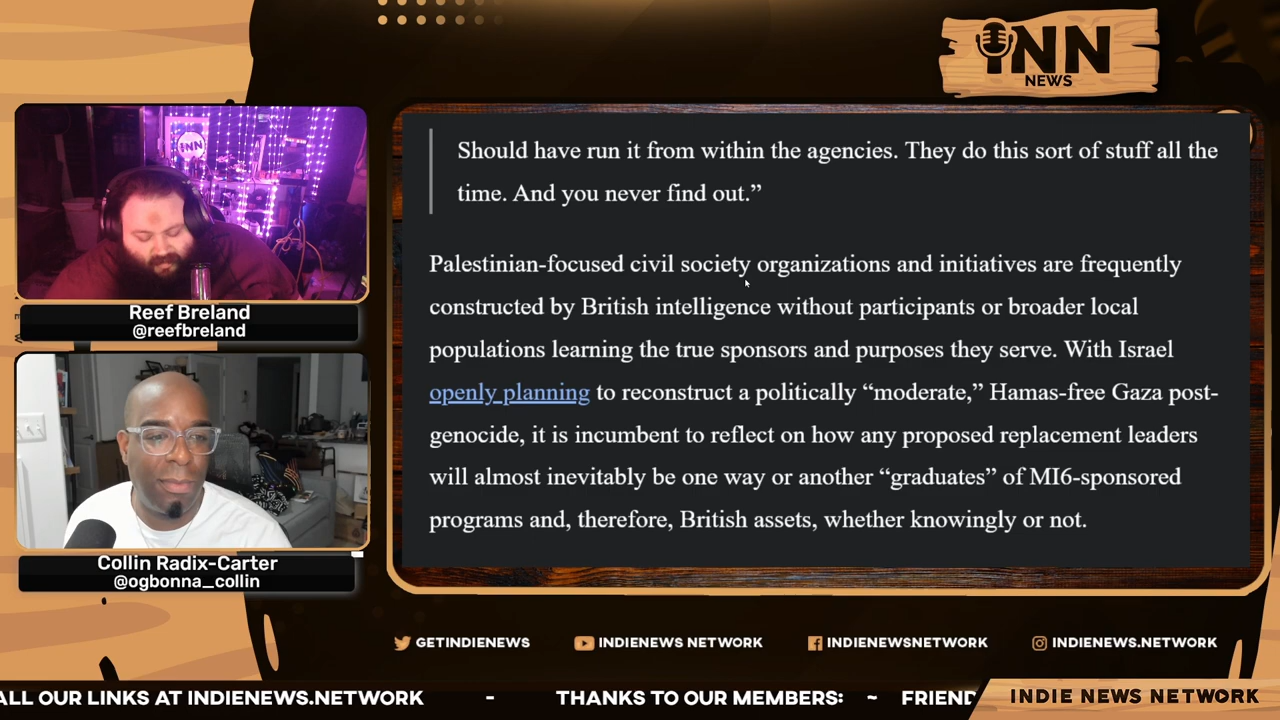 INN
NEWS
INN
Should have run it from within the agencies. They do this sort of stuff all the
time. And you never find out.”
Palestinian-focused civil society organizations and initiatives are frequently
constructed by British intelligence without participants or broader local
populations learning the true sponsors and purposes they serve. With Israel
openly planning to reconstruct a politically “moderate,” Hamas-free Gaza post-
genocide, it is incumbent to reflect on how any proposed replacement leaders
will almost inevitably be one way or another “graduates” of MI6-sponsored
programs and, therefore, British assets, whether knowingly or not.
Reef Breland
@reefbreland
Collin Radix-Carter
@ogbonna_collin
GETINDIENEWS
INDIENEWS NETWORK
INDIENEWSNETWORK
INDIENEWS.NETWORK
ALL OUR LINKS AT INDIENEWS.NETWORK - THANKS TO OUR MEMBERS: ~ FRIEND
INDIE NEWS NETWORK